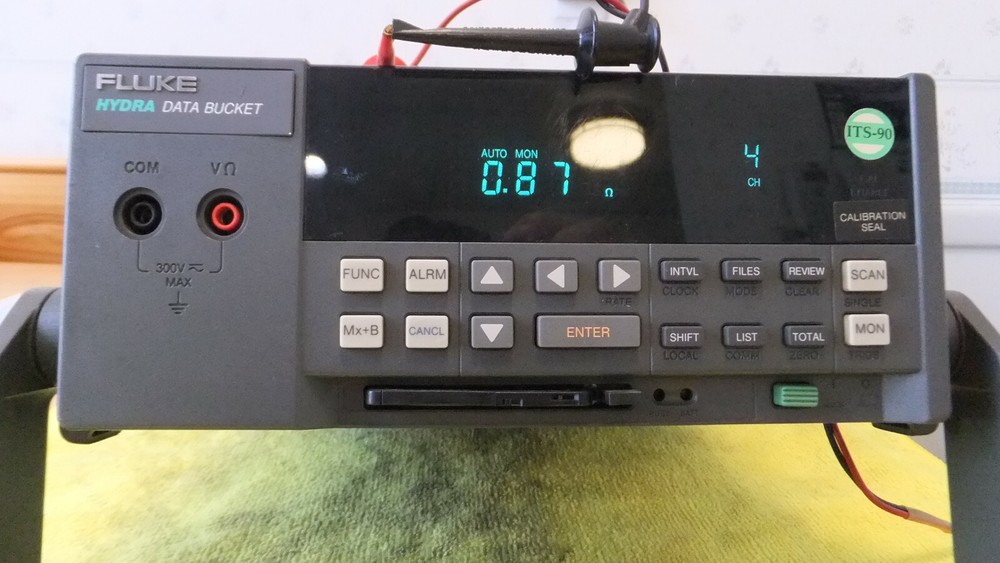 FLUKE
HYDRA DATA BUCKET
COM
VΩ
300V
MAX
AUTO MON
0.87 Ω
4
CH
ITS-90
CALIBRATION
SEAL
FUNC
ALRM
INTVL
FILES
REVIEW
SCAN
CLOCK
MODE
CLEAR
SINGLE
RATE
Mx+B
CANCL
ENTER
SHIFT
LIST
TOTAL
MON
LOCAL
COMM
ZERO